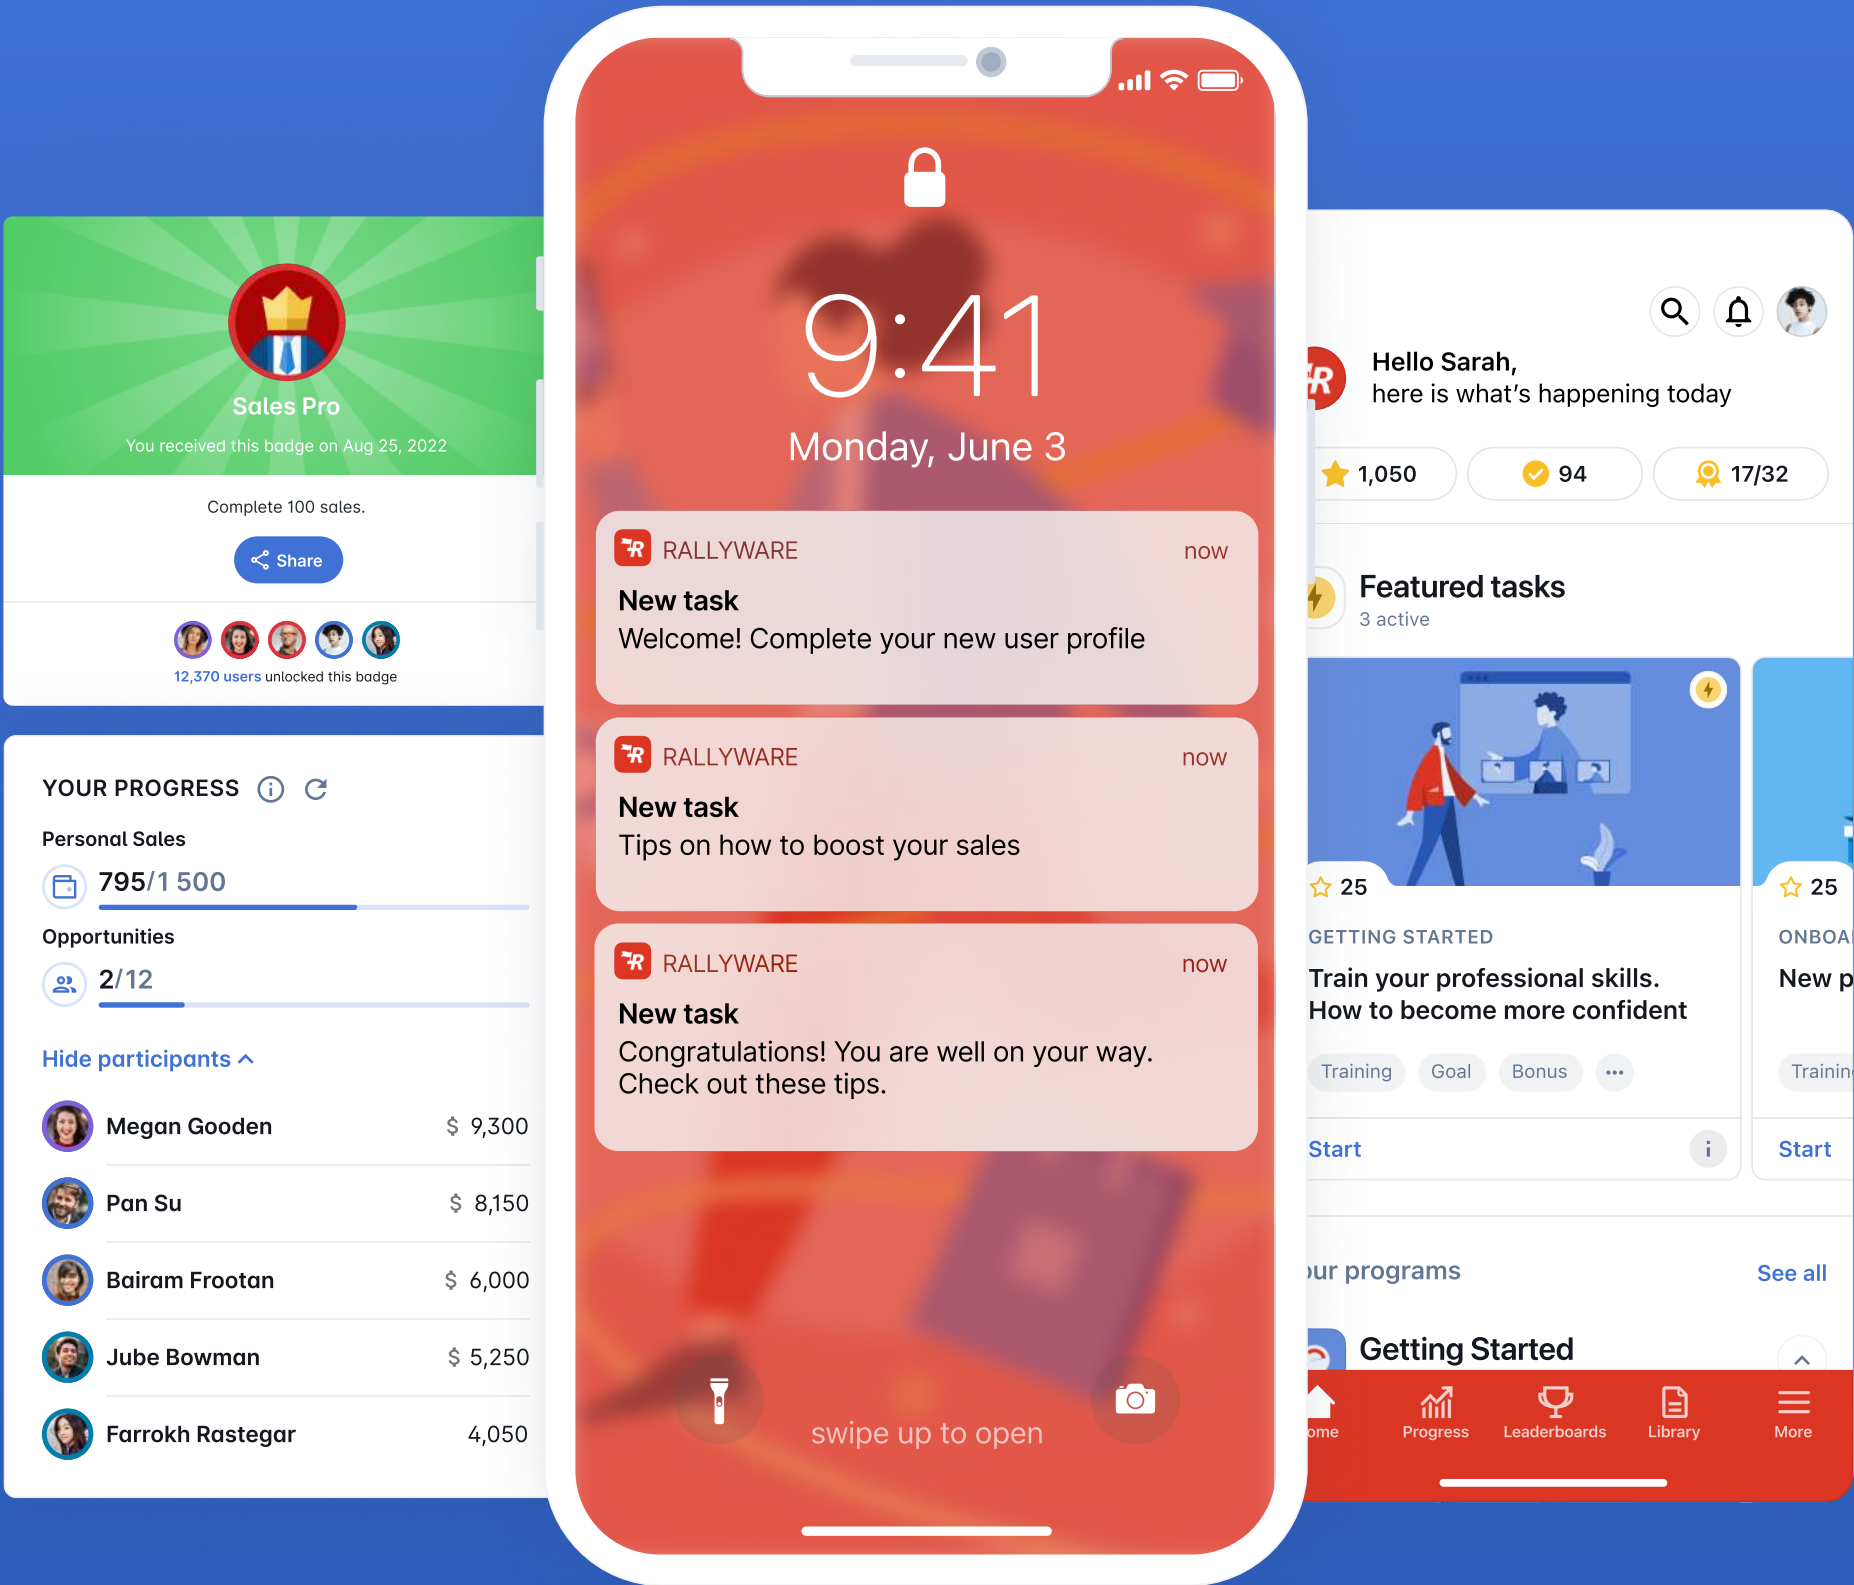 Sales Pro
You received this badge on Aug 25, 2022
Complete 100 sales.
Share
12,370 users unlocked this badge
YOUR PROGRESS
Personal Sales
795/1 500
Opportunities
2/12
Hide participants
Megan Gooden $ 9,300
Pan Su $ 8,150
Bairam Frootan $ 6,000
Jube Bowman $ 5,250
Farrokh Rastegar 4,050
9:41
Monday, June 3
R RALLYWARE now
New task
Welcome! Complete your new user profile
R RALLYWARE now
New task
Tips on how to boost your sales
R RALLYWARE now
New task
Congratulations! You are well on your way.
Check out these tips.
swipe up to open
R
Hello Sarah,
here is what's happening today
1,050 94 17/32
Featured tasks
3 active
25
GETTING STARTED
Train your professional skills.
How to become more confident
Training Goal Bonus •••
Start i
25
ONBOA
New p
Trainin
Start
our programs See all
Getting Started
ome Progress Leaderboards Library More